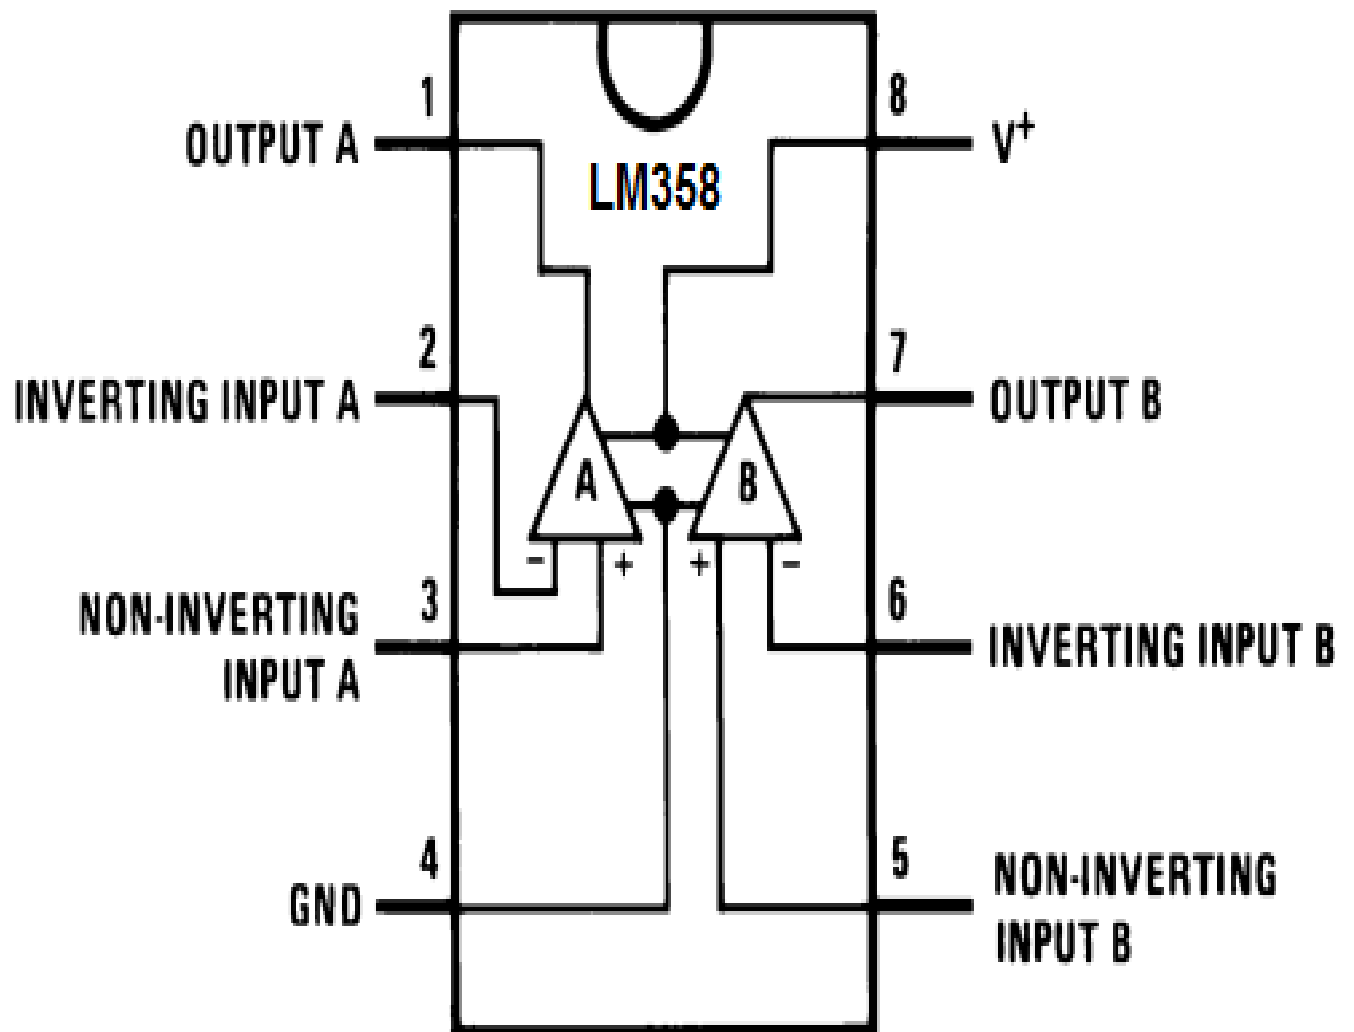 1
OUTPUT A
LM358
8
V+
2
INVERTING INPUT A
7
OUTPUT B
A
B
- +
+ -
3
NON-INVERTING
INPUT A
6
INVERTING INPUT B
4
GND
5
NON-INVERTING
INPUT B